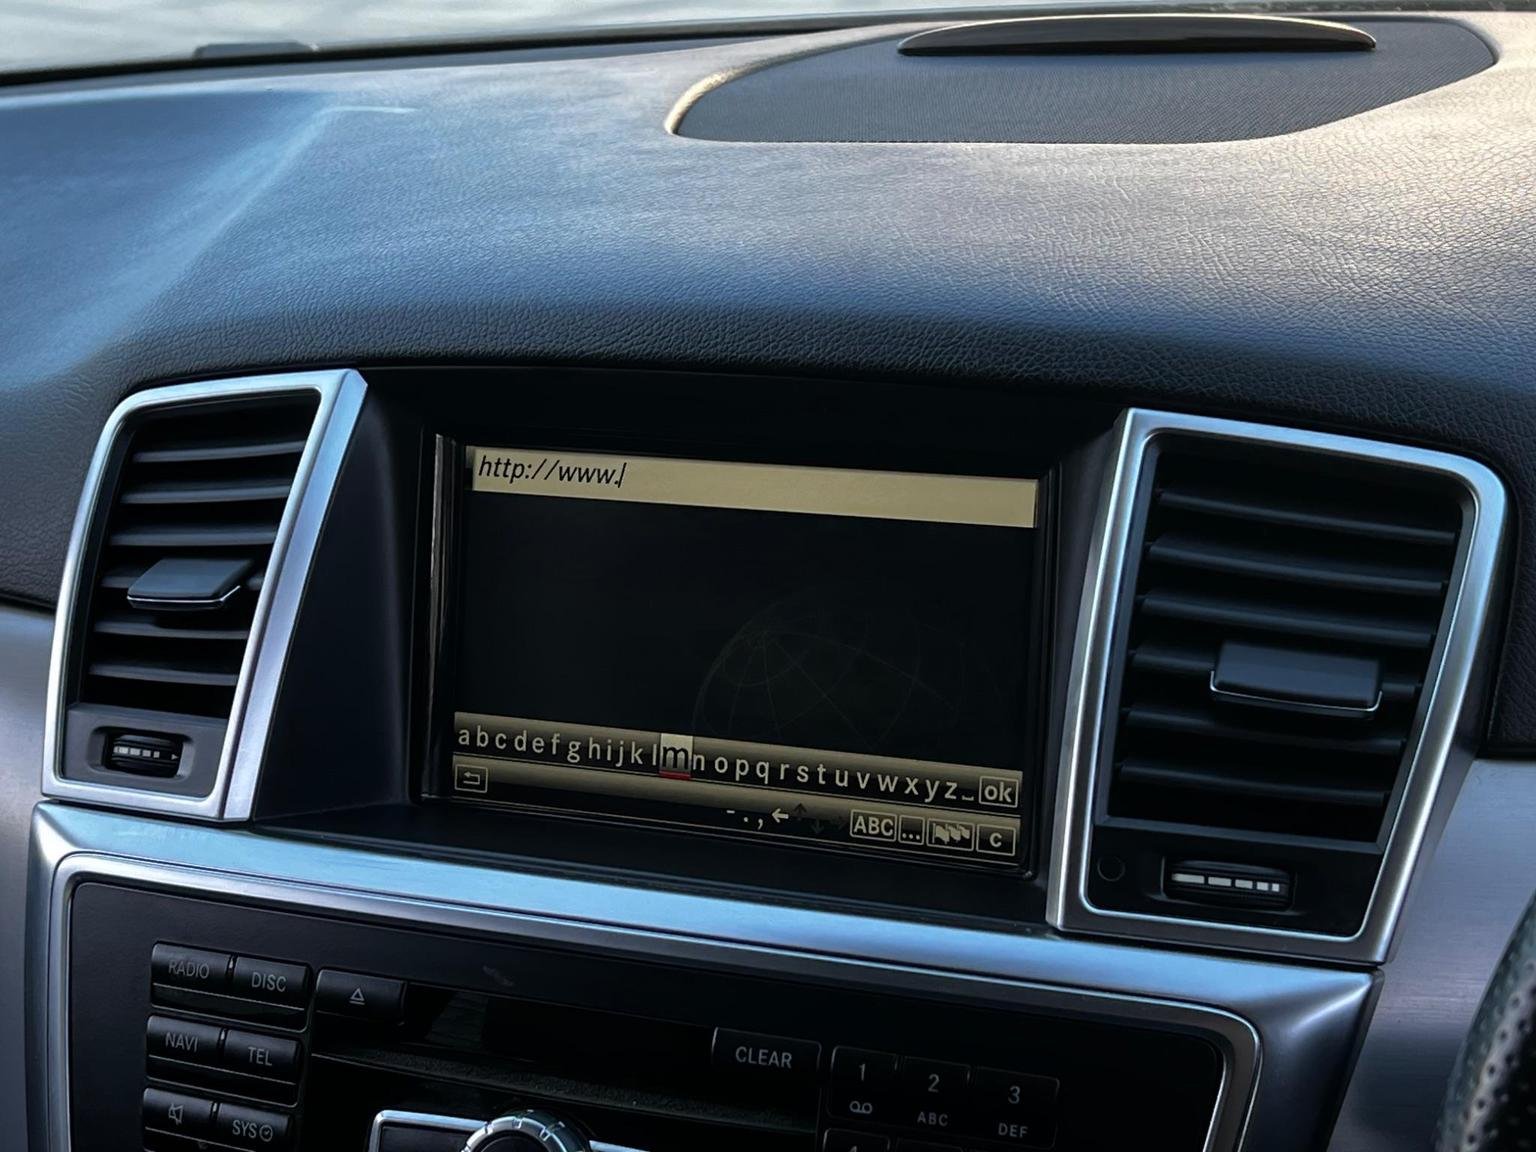 http://www.
abcdefghijklmnopqrstuvwxyz_ ok
-.,← ABC ... c
RADIO DISC
NAVI TEL
SYS
CLEAR
1 2 3
ABC DEF